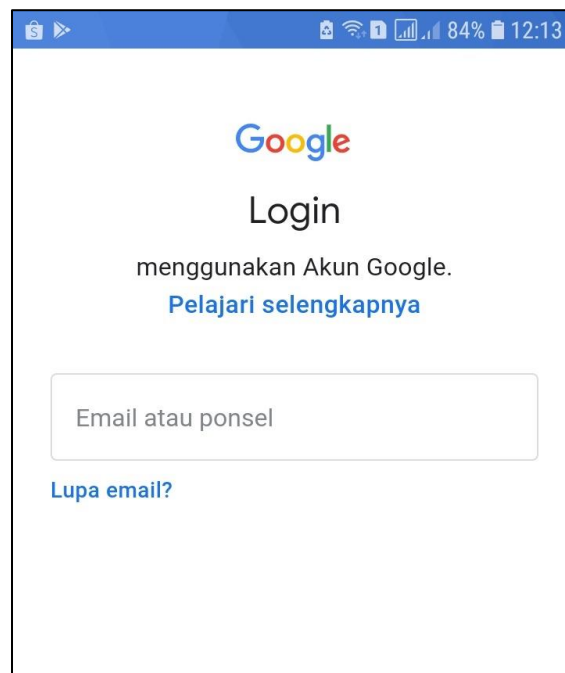 84% 12:13
Google
Login
menggunakan Akun Google.
Pelajari selengkapnya
Email atau ponsel
Lupa email?